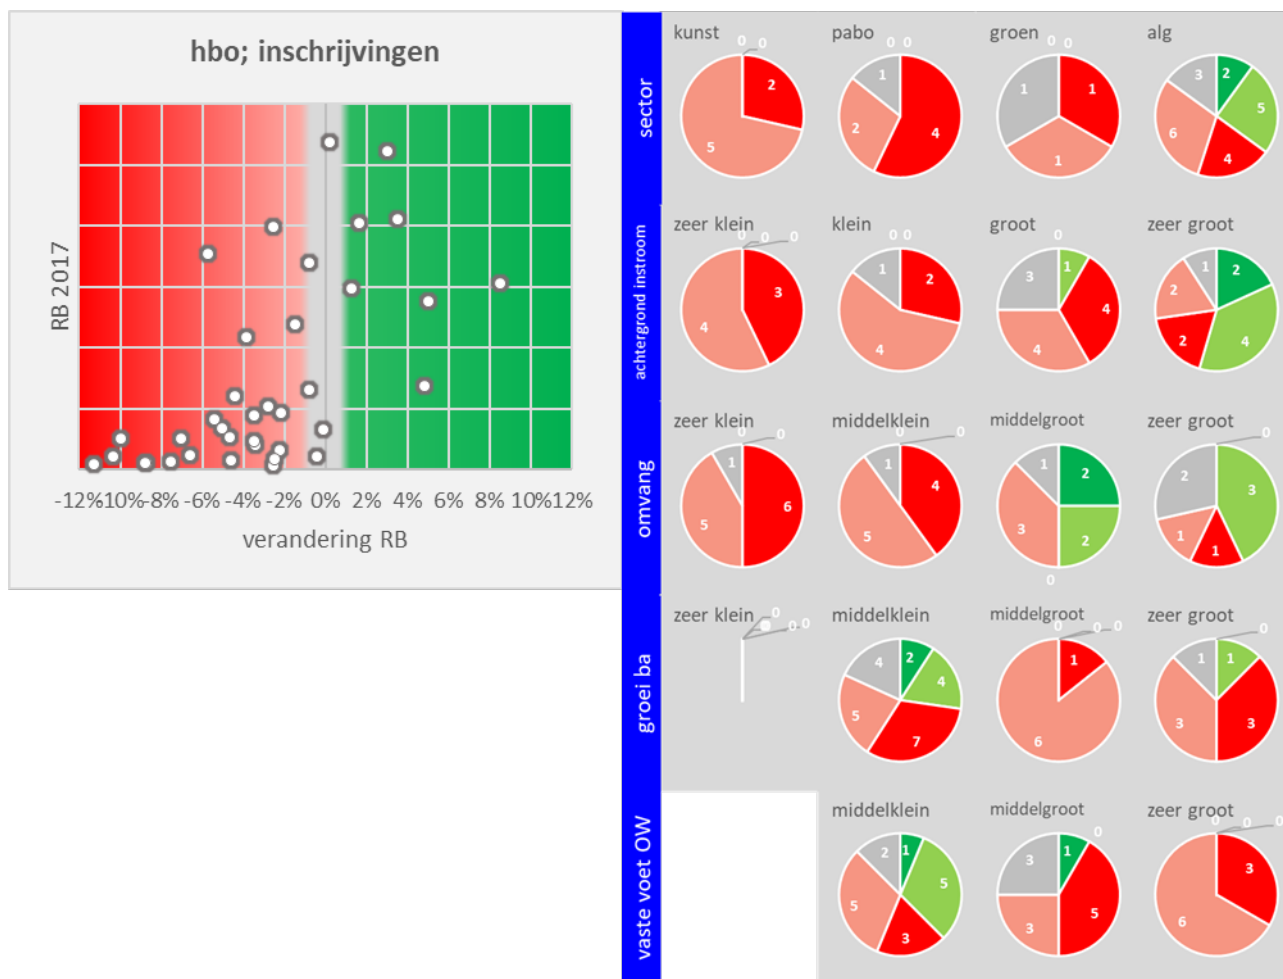 hbo; inschrijvingen
RB 2017
-12%10%-8% -6% -4% -2% 0% 2% 4% 6% 8% 10%12%
verandering RB
sector
kunst
0 0
2
5
pabo
0 0
1
4
2
groen
0 0
1
1
1
alg
3 2
5
6
4
achtergrond instroom
zeer klein
0 0 0
3
4
klein
0 0
1
2
4
groot
0
3 1
4
4
zeer groot
1 2
2
4
2
omvang
zeer klein
0 0
1
6
5
middelklein
0 0
1
4
5
middelgroot
1 2
3
2
0
zeer groot
0
2
3
1
1
groei ba
zeer klein
0
0 0
middelklein
4 2
4
5
7
middelgroot
0 0 0
1
6
zeer groot
0
1 1
3
3
vaste voet OW
middelklein
2 1
5
5
3
middelgroot
0
3 1
5
3
zeer groot
0 0 0
3
6